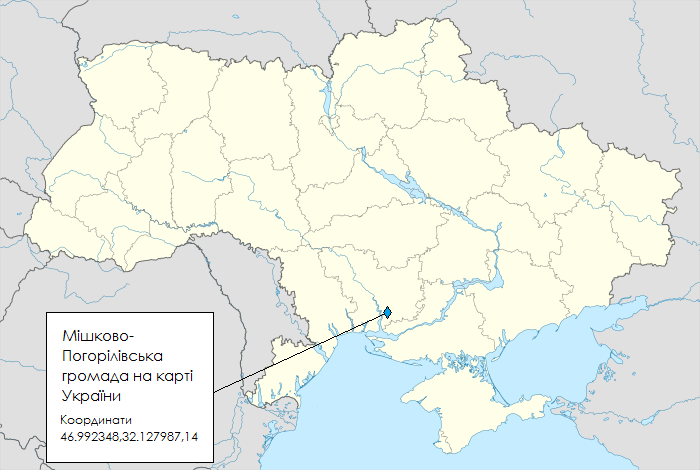 Мішково-
Погорілівська
громада на карті
України
Координати
46.992348,32.127987,14